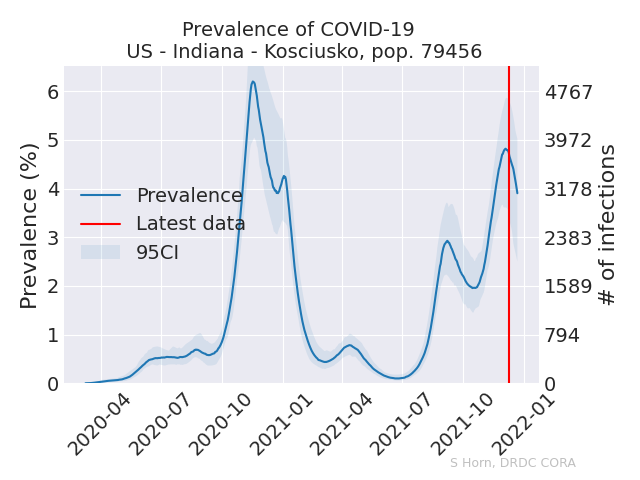 Prevalence of COVID-19
US - Indiana - Kosciusko, pop. 79456
Prevalence (%)
6
5
4
3
2
1
0
4767
3972
3178
2383
1589
794
0
# of infections
Prevalence
Latest data
95CI
2020-04
2020-07
2020-10
2021-01
2021-04
2021-07
2021-10
2022-01
S Horn, DRDC CORA